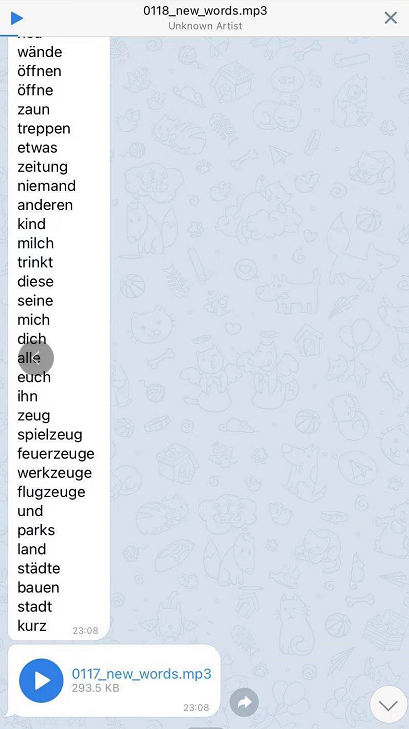 0118_new_words.mp3
Unknown Artist
wände
öffnen
öffne
zaun
treppen
etwas
zeitung
niemand
anderen
kind
milch
trinkt
diese
seine
mich
dich
alle
euch
ihn
zeug
spielzeug
feuerzeuge
werkzeuge
flugzeuge
und
parks
land
städte
bauen
stadt
kurz
23:08
0117_new_words.mp3
293.5 KB
23:08